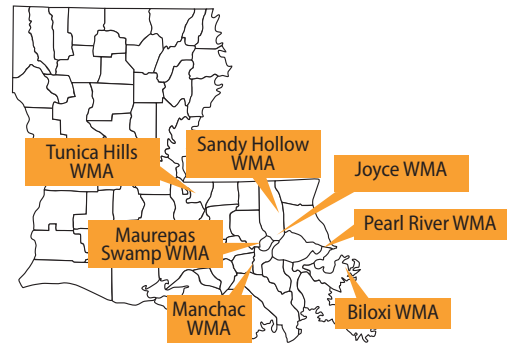 Tunica Hills
WMA
Sandy Hollow
WMA
Joyce WMA
Pearl River WMA
Maurepas
Swamp WMA
Manchac
WMA
Biloxi WMA